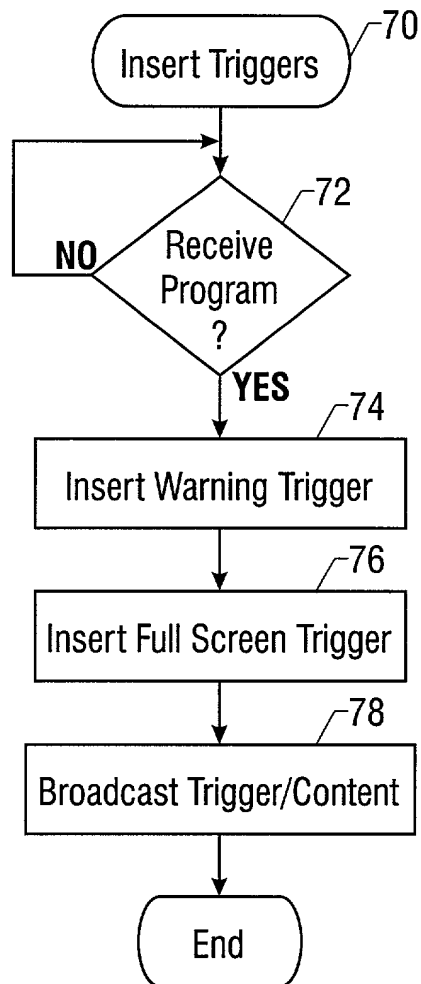 Insert Triggers
70
72
Receive
Program
?
NO
YES
74
Insert Warning Trigger
76
Insert Full Screen Trigger
78
Broadcast Trigger/Content
End